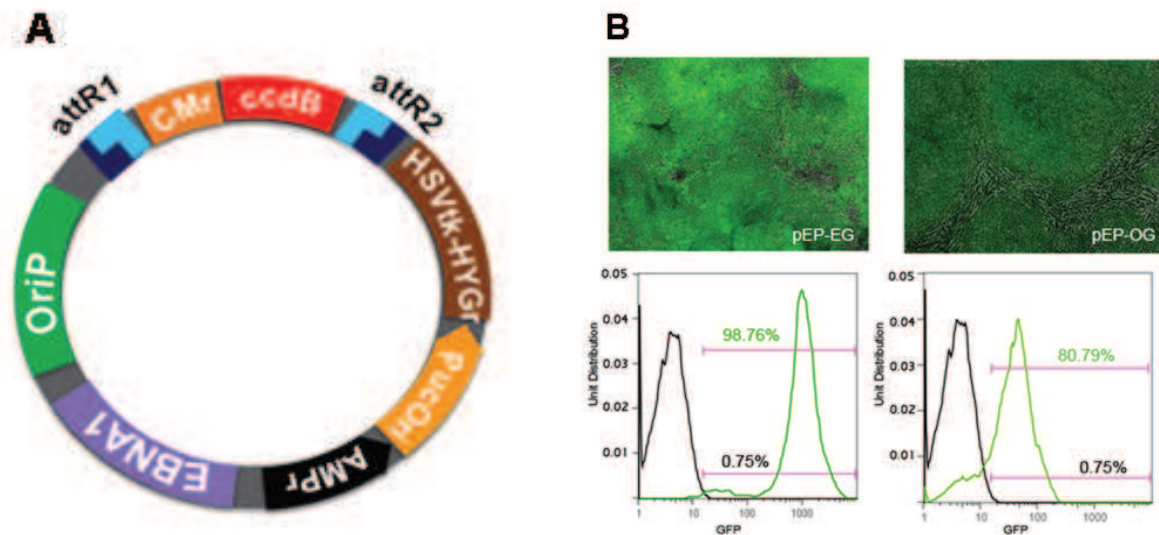 A
attR1
CMr
ccdB
attR2
HSVtk-HYGr
PucOri
AMPr
EBNA1
OriP
B
pEP-EG
pEP-OG
0.05
0.04
0.03
0.02
0.01
Unit Distribution
98.76%
0.75%
1
10
100
1000
GFP
0.05
0.04
0.03
0.02
0.01
Unit Distribution
80.79%
0.75%
1
10
100
1000
GFP